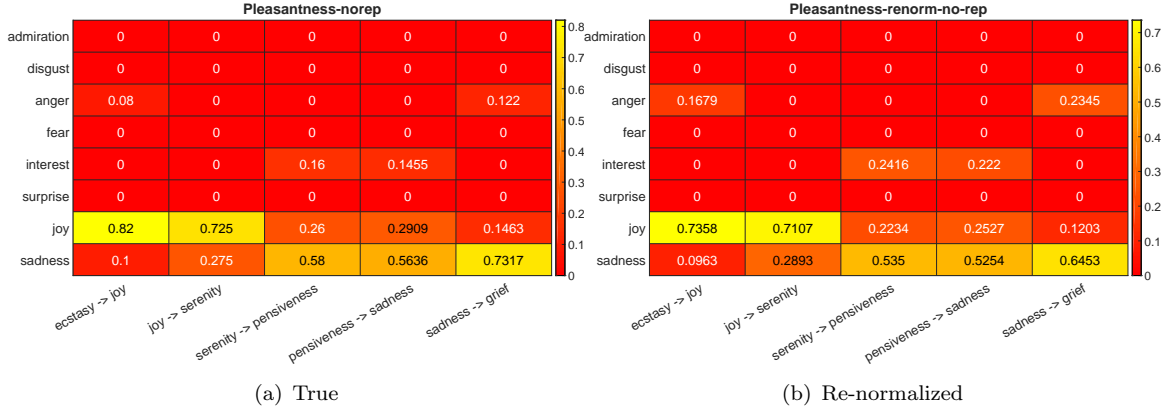 Pleasantness-norep
admiration 0 0 0 0 0
disgust 0 0 0 0 0
anger 0.08 0 0 0 0.122
fear 0 0 0 0 0
interest 0 0 0.16 0.1455 0
surprise 0 0 0 0 0
joy 0.82 0.725 0.26 0.2909 0.1463
sadness 0.1 0.275 0.58 0.5636 0.7317
ecstasy -> joy
joy -> serenity
serenity -> pensiveness
pensiveness -> sadness
sadness -> grief
0.8
0.7
0.6
0.5
0.4
0.3
0.2
0.1
0
(a) True
Pleasantness-renorm-no-rep
admiration 0 0 0 0 0
disgust 0 0 0 0 0
anger 0.1679 0 0 0 0.2345
fear 0 0 0 0 0
interest 0 0 0.2416 0.222 0
surprise 0 0 0 0 0
joy 0.7358 0.7107 0.2234 0.2527 0.1203
sadness 0.0963 0.2893 0.535 0.5254 0.6453
ecstasy -> joy
joy -> serenity
serenity -> pensiveness
pensiveness -> sadness
sadness -> grief
0.7
0.6
0.5
0.4
0.3
0.2
0.1
0
(b) Re-normalized